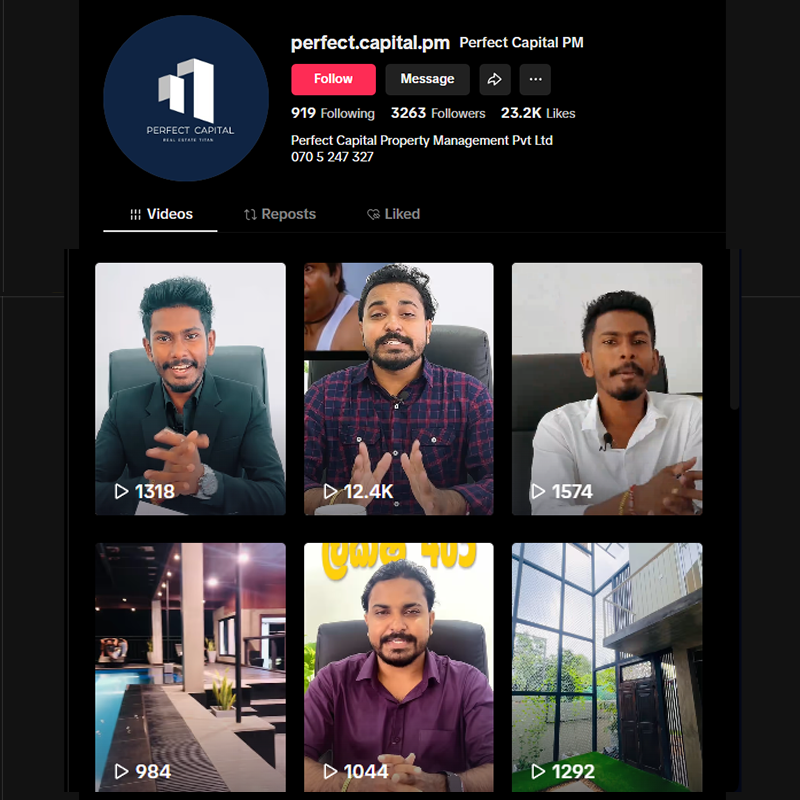 perfect.capital.pm Perfect Capital PM
Follow Message ...
919 Following 3263 Followers 23.2K Likes
PERFECT CAPITAL
REAL ESTATE TITAN
Perfect Capital Property Management Pvt Ltd
070 5 247 327
Videos Reposts Liked
1318 12.4K 1574
984 1044 1292